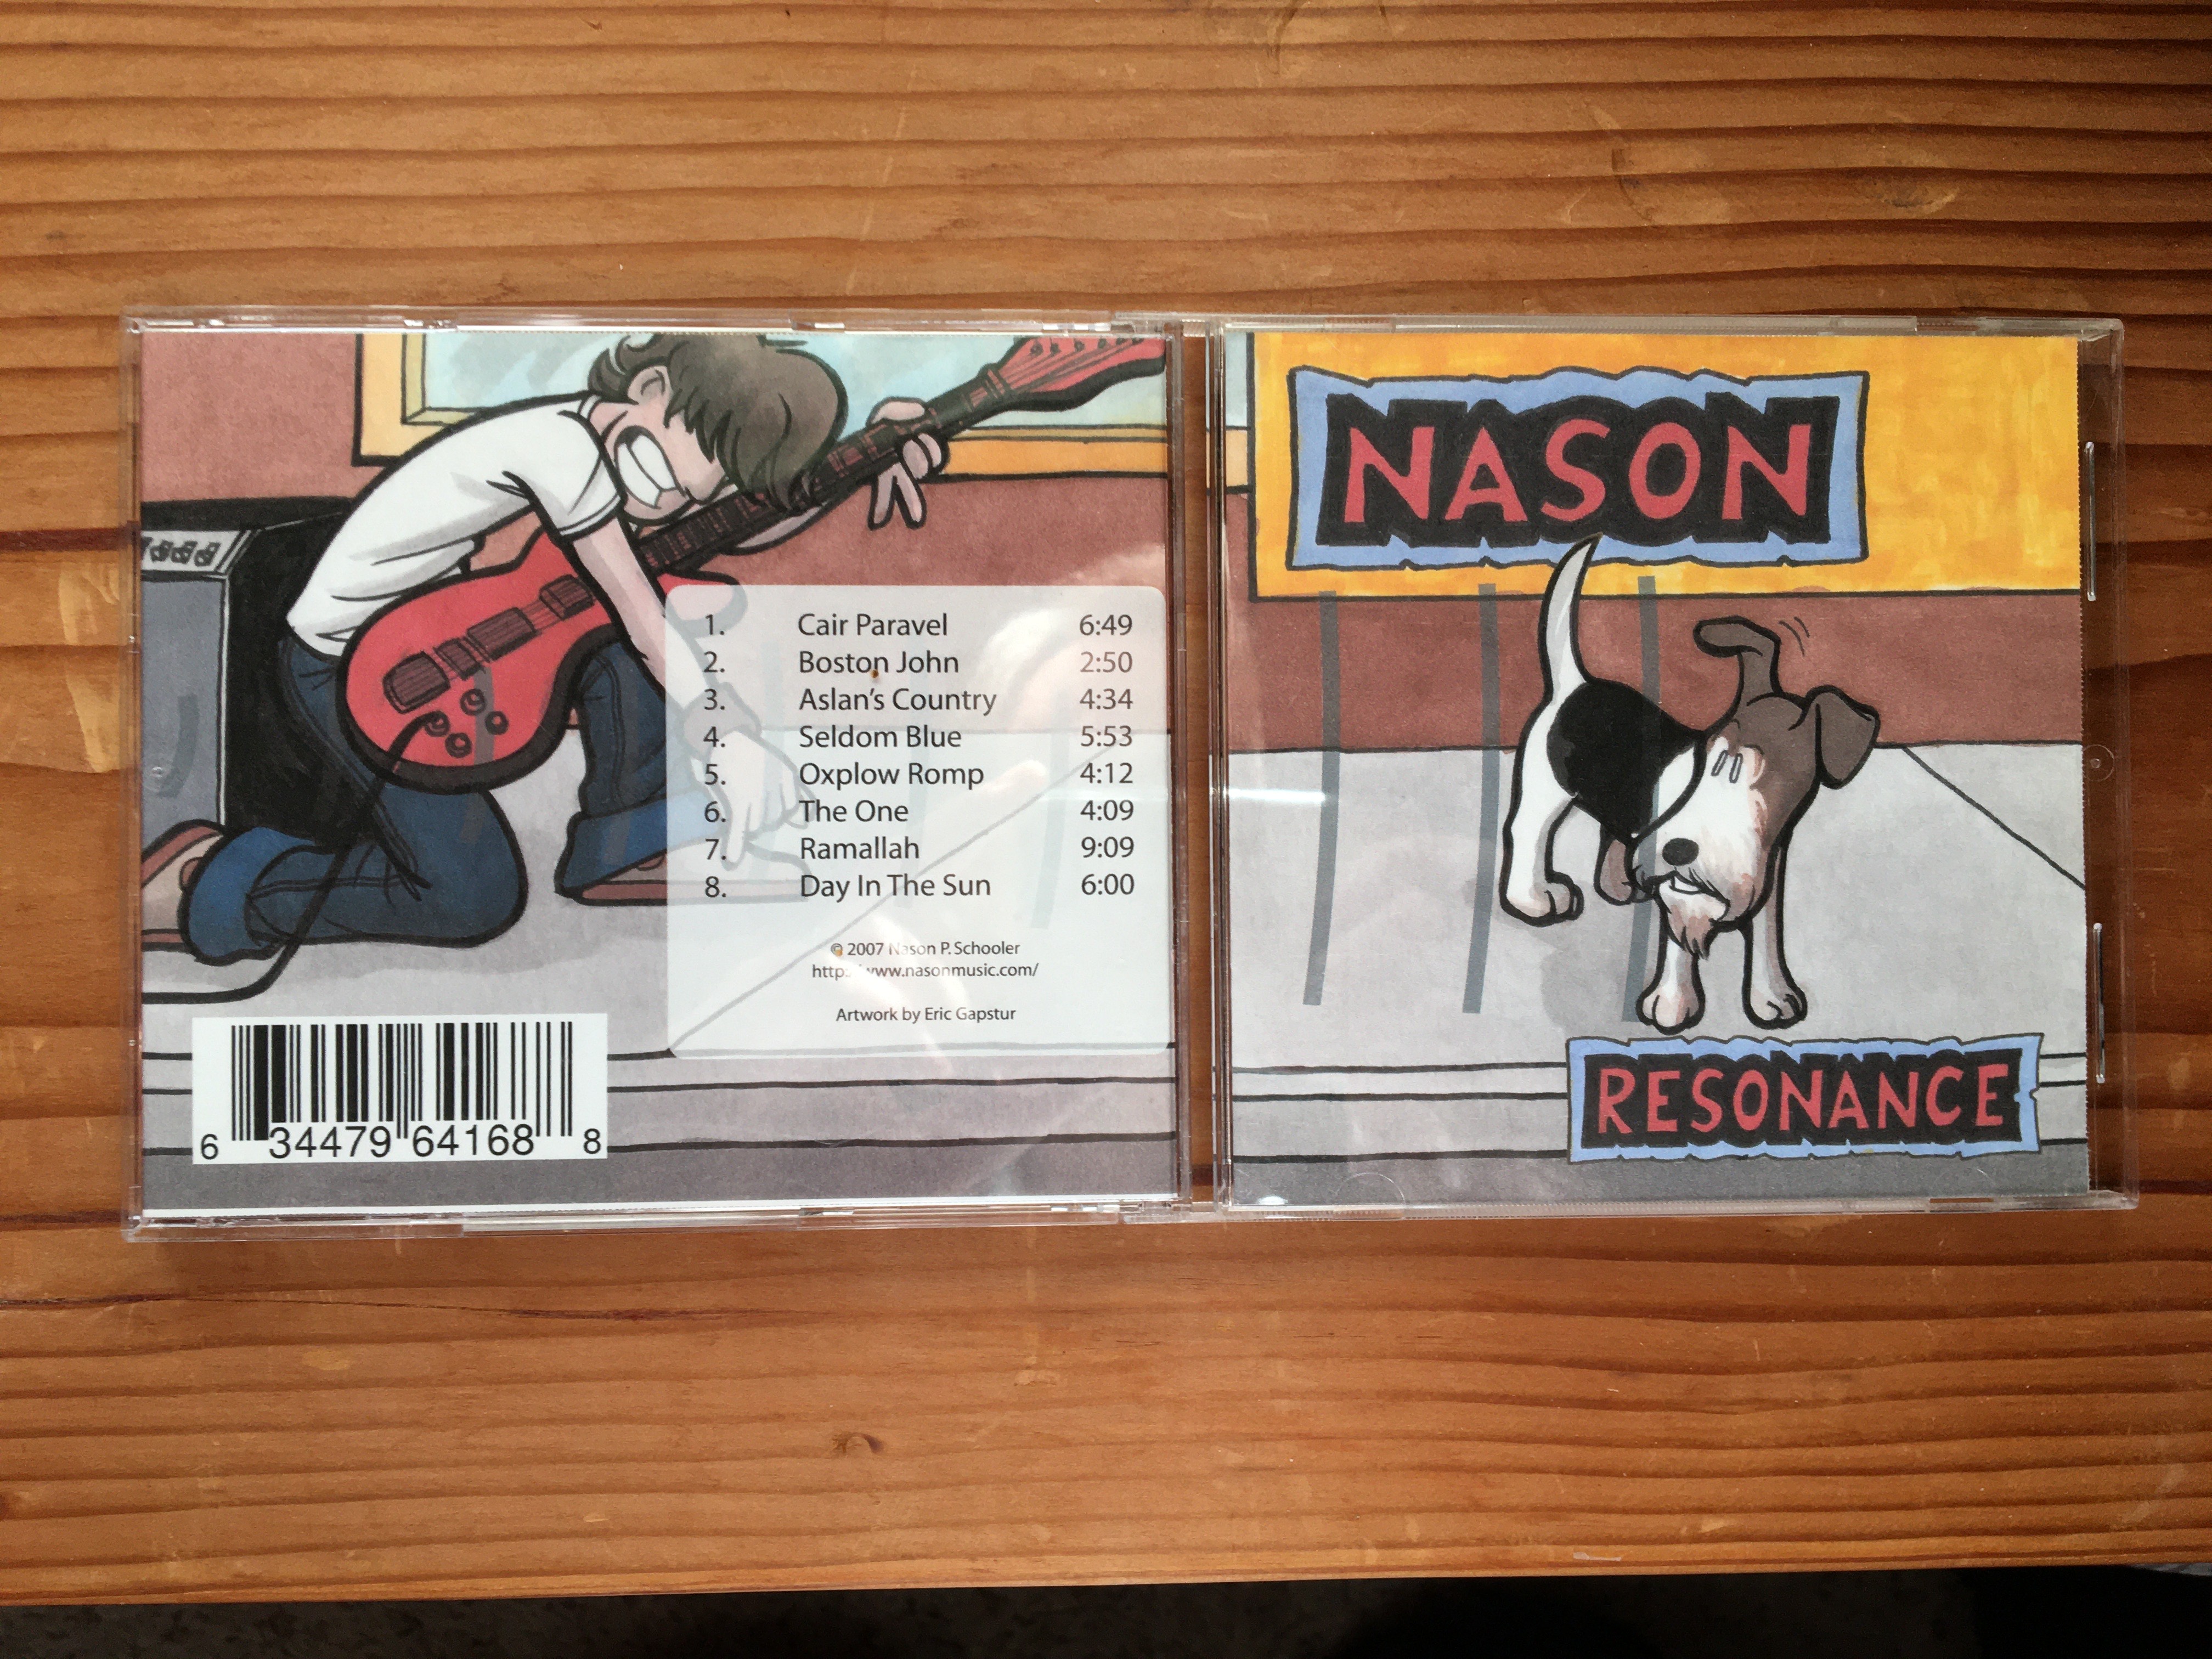 1. Cair Paravel 6:49
2. Boston John 2:50
3. Aslan's Country 4:34
4. Seldom Blue 5:53
5. Oxplow Romp 4:12
6. The One 4:09
7. Ramallah 9:09
8. Day In The Sun 6:00
© 2007 Nason P. Schooler
http://www.nasonmusic.com/
Artwork by Eric Gapstur
6 34479 64168 8
NASON
RESONANCE